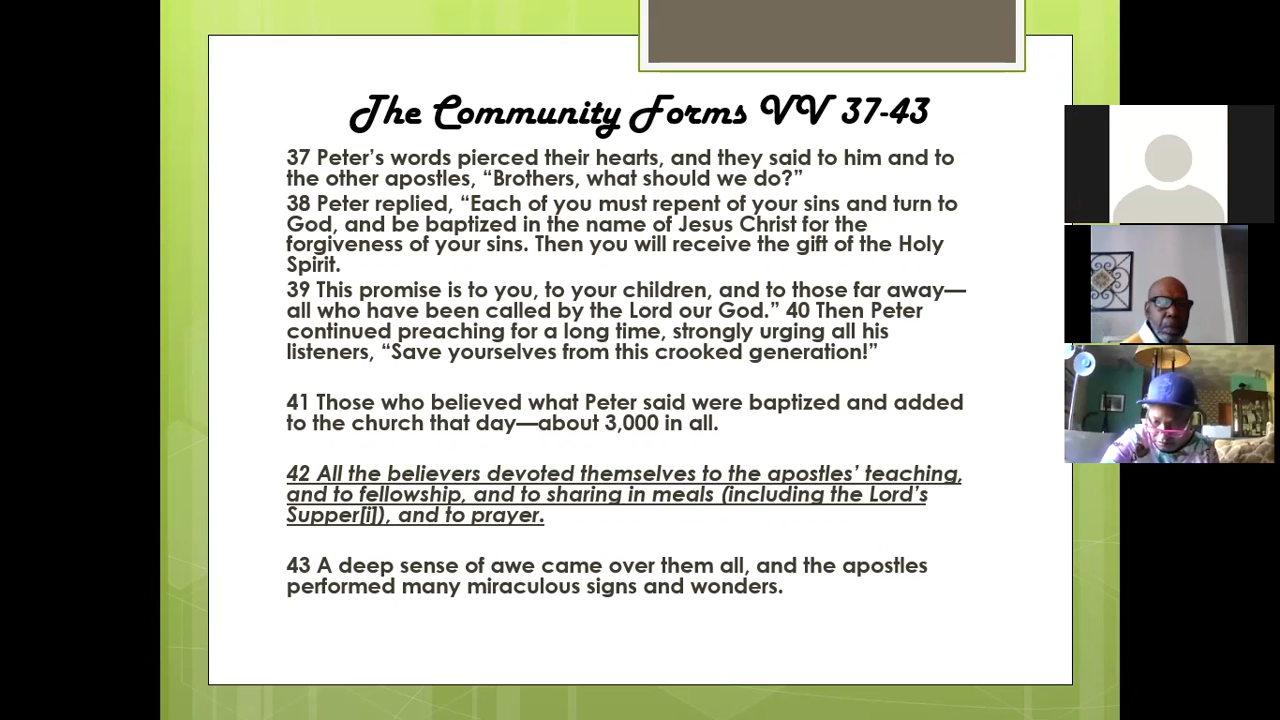 The Community Forms VV 37-43
37 Peter’s words pierced their hearts, and they said to him and to
the other apostles, “Brothers, what should we do?”
38 Peter replied, “Each of you must repent of your sins and turn to
God, and be baptized in the name of Jesus Christ for the
forgiveness of your sins. Then you will receive the gift of the Holy
Spirit.
39 This promise is to you, to your children, and to those far away—
all who have been called by the Lord our God.” 40 Then Peter
continued preaching for a long time, strongly urging all his
listeners, “Save yourselves from this crooked generation!”
41 Those who believed what Peter said were baptized and added
to the church that day—about 3,000 in all.
42 All the believers devoted themselves to the apostles’ teaching,
and to fellowship, and to sharing in meals (including the Lord’s
Supper[i]), and to prayer.
43 A deep sense of awe came over them all, and the apostles
performed many miraculous signs and wonders.